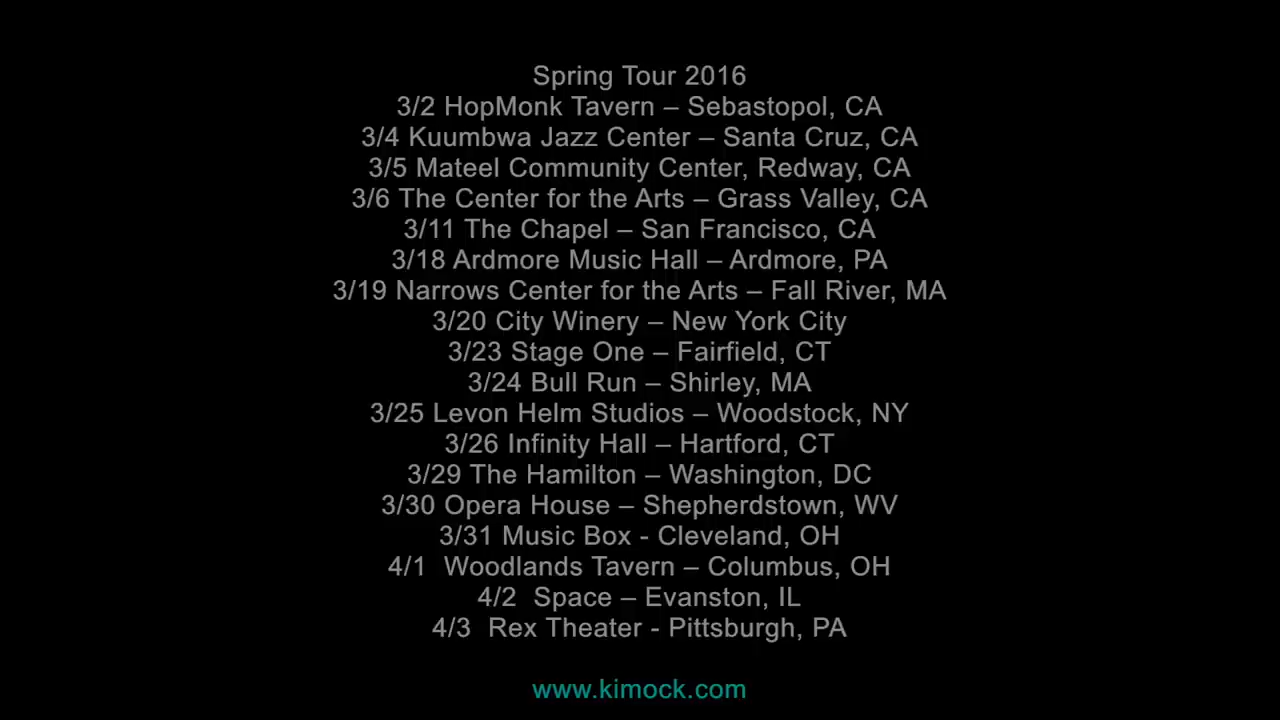 Spring Tour 2016
3/2 HopMonk Tavern – Sebastopol, CA
3/4 Kuumbwa Jazz Center – Santa Cruz, CA
3/5 Mateel Community Center, Redway, CA
3/6 The Center for the Arts – Grass Valley, CA
3/11 The Chapel – San Francisco, CA
3/18 Ardmore Music Hall – Ardmore, PA
3/19 Narrows Center for the Arts – Fall River, MA
3/20 City Winery – New York City
3/23 Stage One – Fairfield, CT
3/24 Bull Run – Shirley, MA
3/25 Levon Helm Studios – Woodstock, NY
3/26 Infinity Hall – Hartford, CT
3/29 The Hamilton – Washington, DC
3/30 Opera House – Shepherdstown, WV
3/31 Music Box - Cleveland, OH
4/1  Woodlands Tavern – Columbus, OH
4/2  Space – Evanston, IL
4/3  Rex Theater - Pittsburgh, PA
www.kimock.com